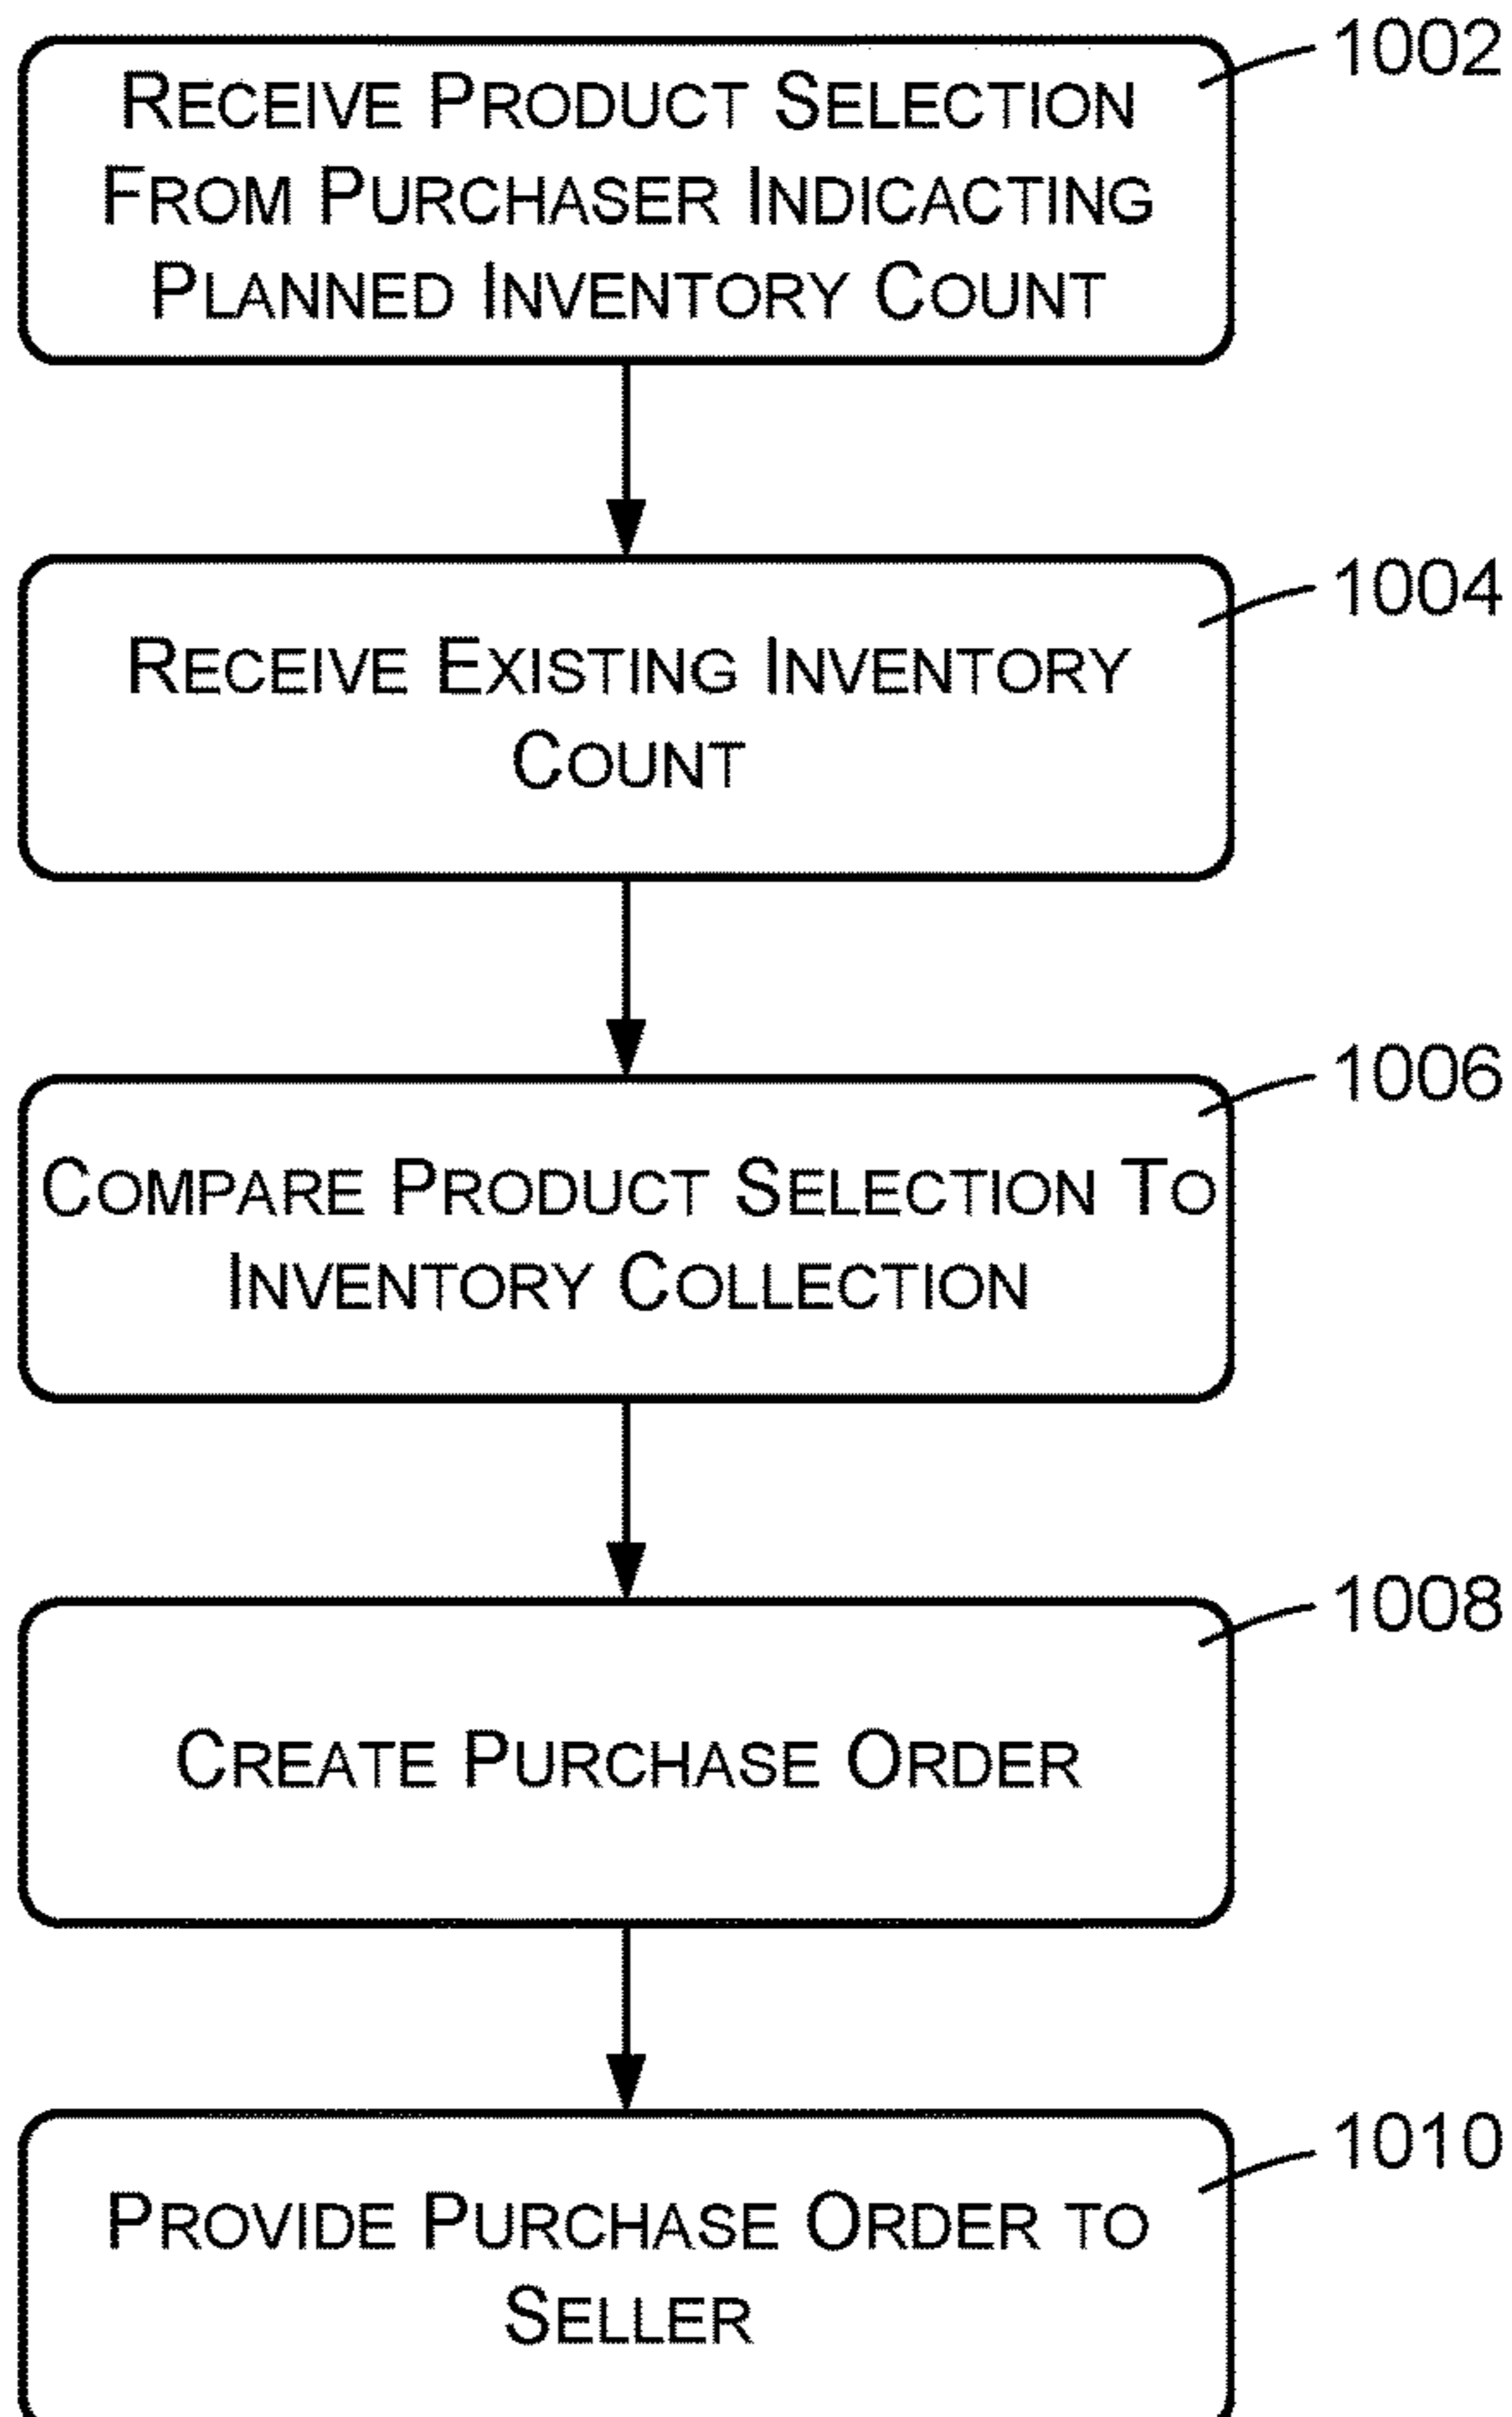 1002
RECEIVE PRODUCT SELECTION
FROM PURCHASER INDICACTING
PLANNED INVENTORY COUNT
1004
RECEIVE EXISTING INVENTORY
COUNT
1006
COMPARE PRODUCT SELECTION TO
INVENTORY COLLECTION
1008
CREATE PURCHASE ORDER
1010
PROVIDE PURCHASE ORDER TO
SELLER